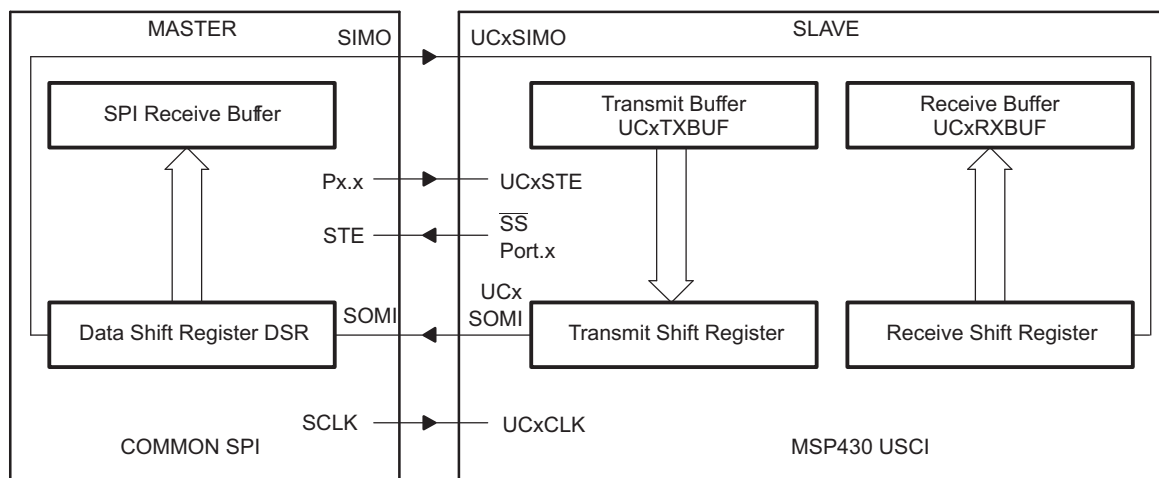 MASTER
SLAVE
SIMO
UCxSIMO
SPI Receive Buffer
Transmit Buffer
UCxTXBUF
Receive Buffer
UCxRXBUF
Px.x
UCxSTE
STE
SS
Port.x
UCx
SOMI
SOMI
Data Shift Register DSR
Transmit Shift Register
Receive Shift Register
SCLK
UCxCLK
COMMON SPI
MSP430 USCI